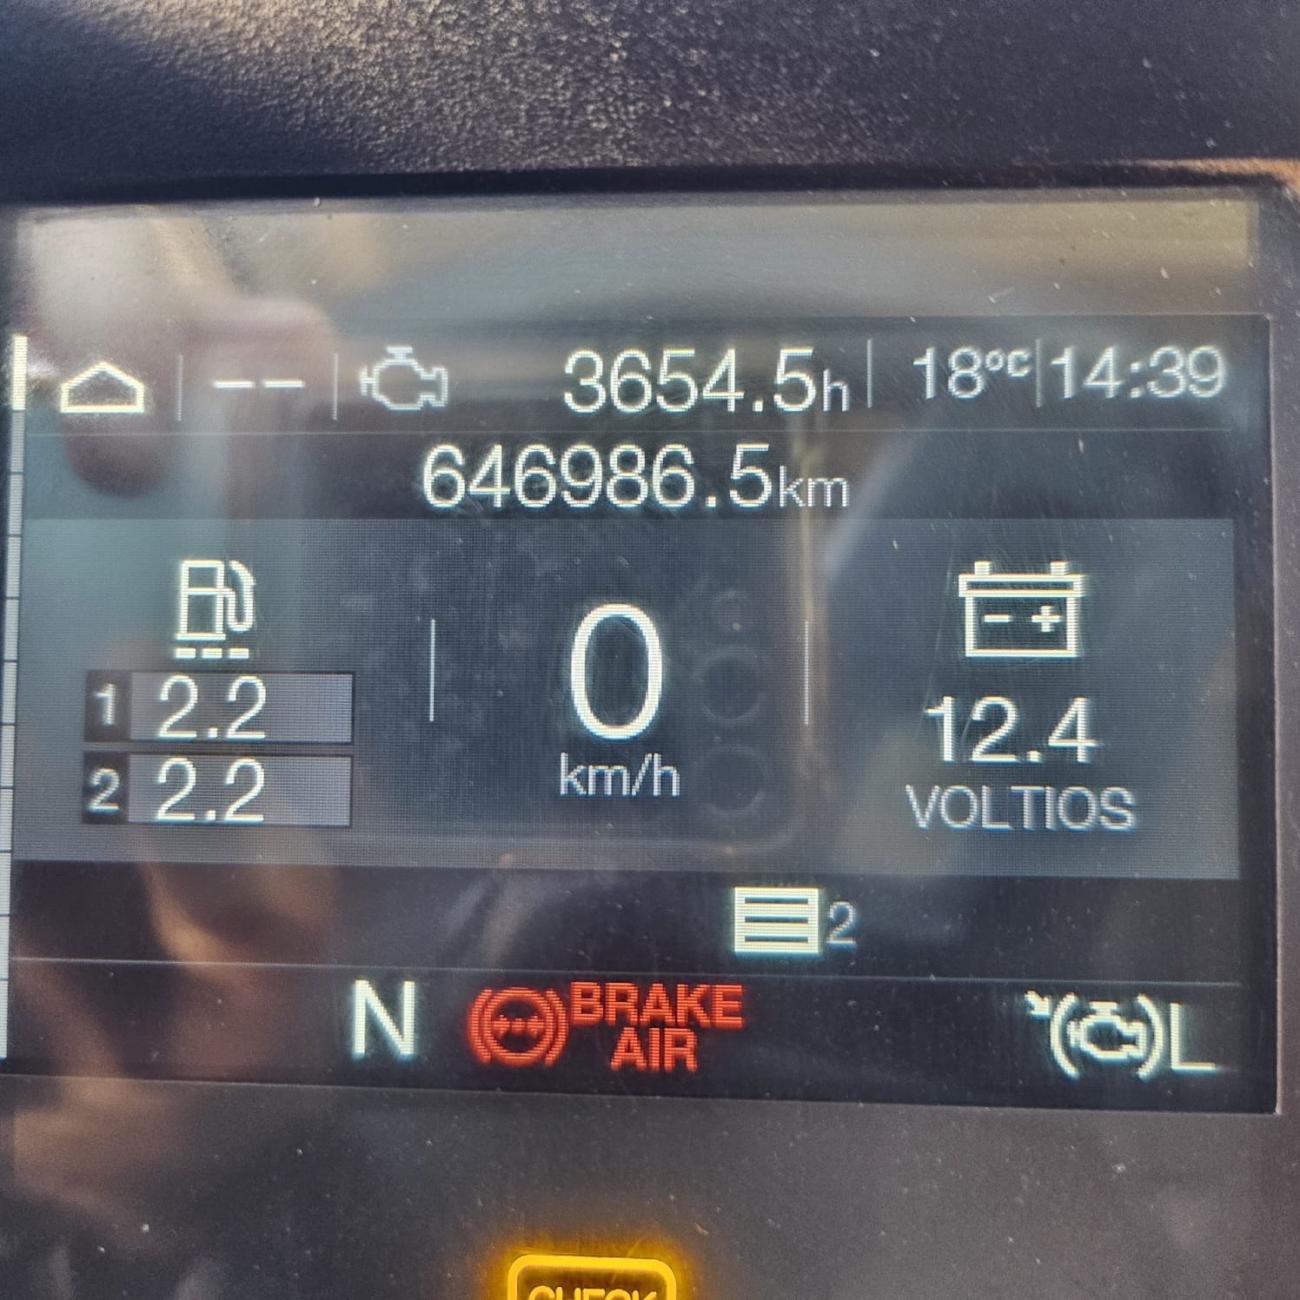 -- 3654.5h 18°C 14:39
646986.5km
1 2.2
2 2.2
0
km/h
- +
12.4
VOLTIOS
2
N BRAKE AIR L
CHECK